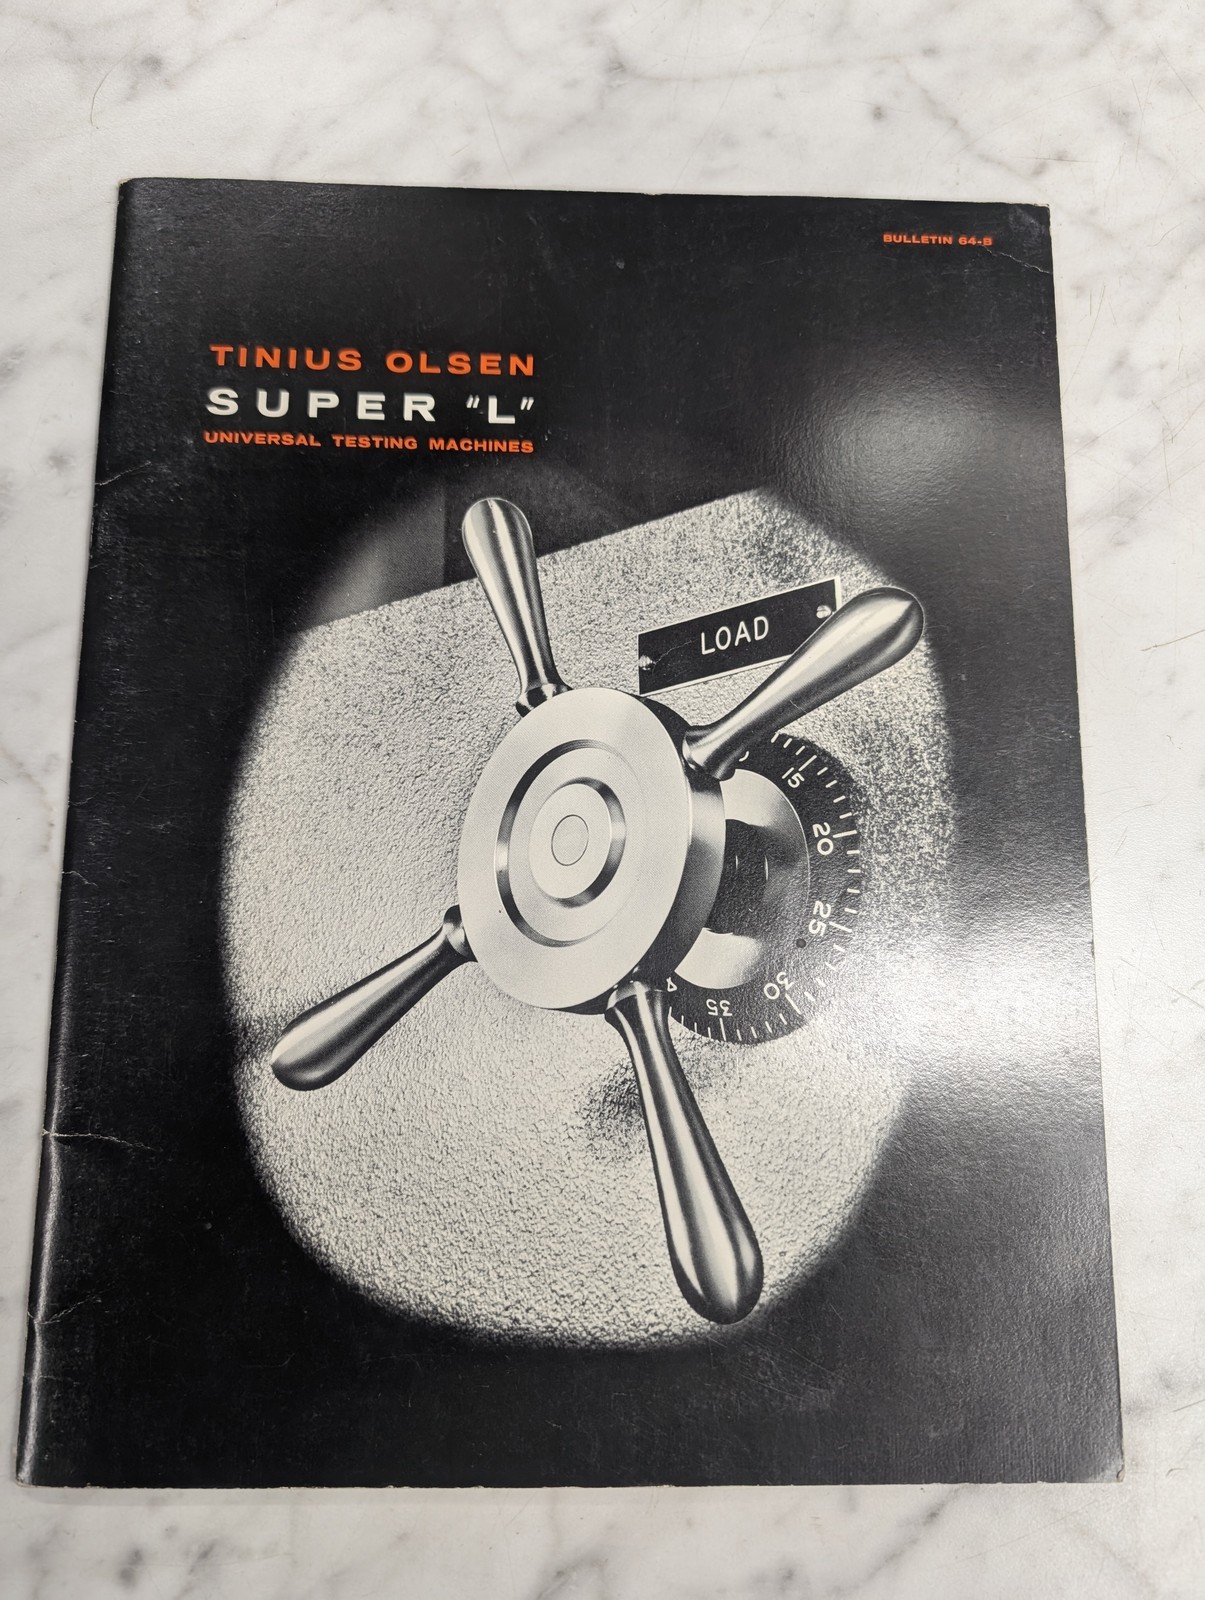 BULLETIN 64-B
TINIUS OLSEN
SUPER "L"
UNIVERSAL TESTING MACHINES
LOAD
15
20
25
30
35